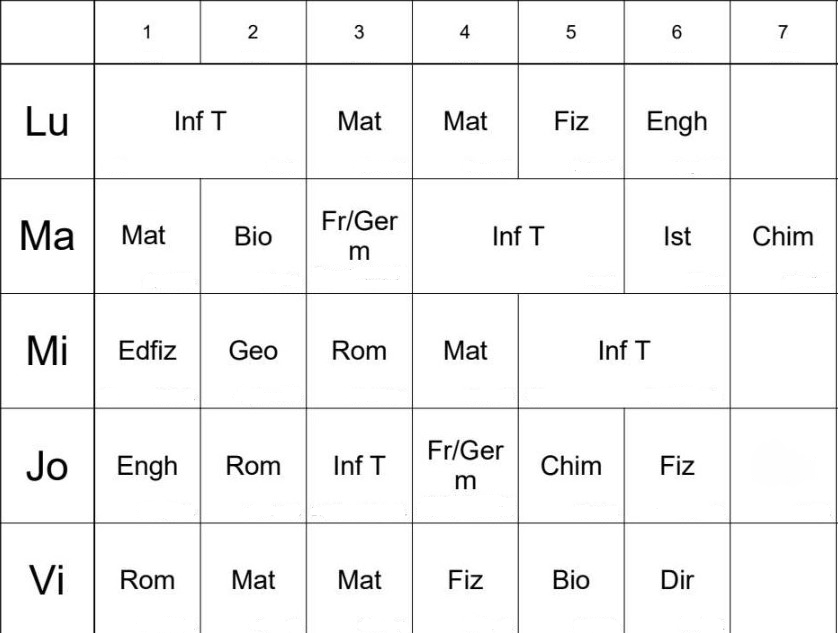 1 2 3 4 5 6 7
Lu Inf T Mat Mat Fiz Engh
Ma Mat Bio Fr/Ger
m Inf T Ist Chim
Mi Edfiz Geo Rom Mat Inf T
Jo Engh Rom Inf T Fr/Ger
m Chim Fiz
Vi Rom Mat Mat Fiz Bio Dir